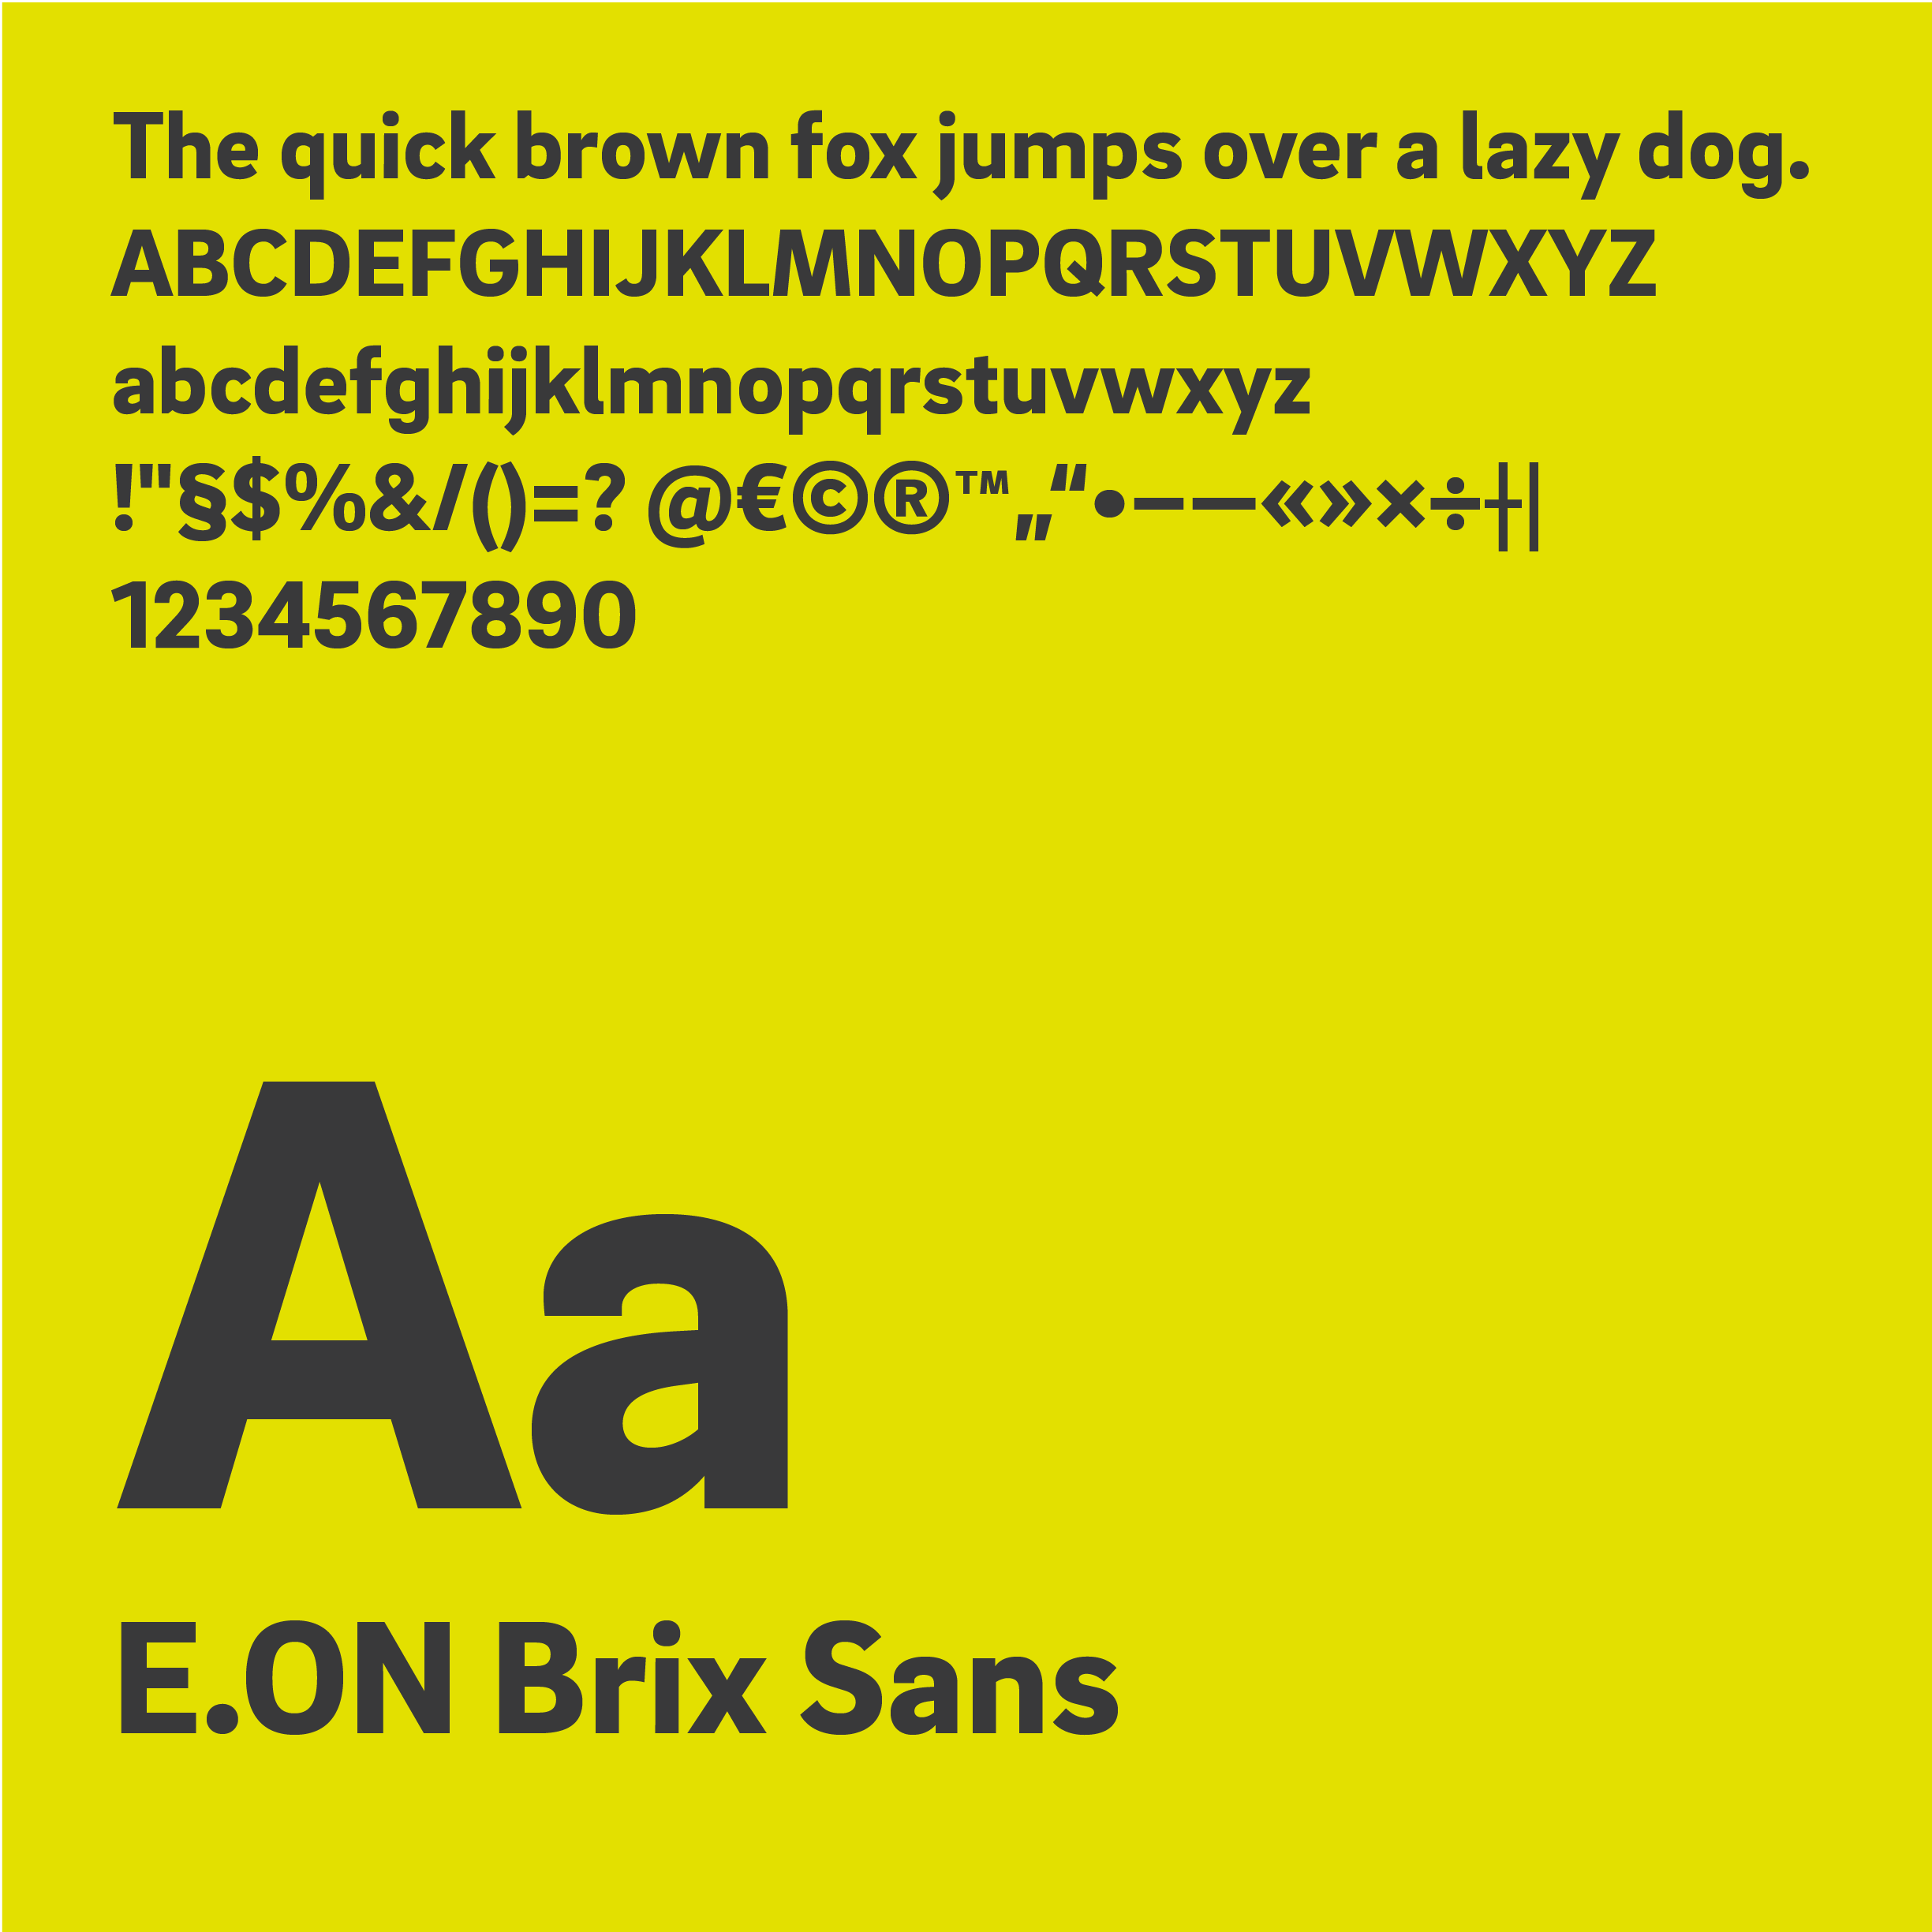 The quick brown fox jumps over a lazy dog.
ABCDEFGHIJKLMNOPQRSTUVWXYZ
abcdefghijklmnopqrstuvwxyz
!'"§$%&/()=? @€©®™„“•–—«»×÷┼|
1234567890
Aa
E.ON Brix Sans